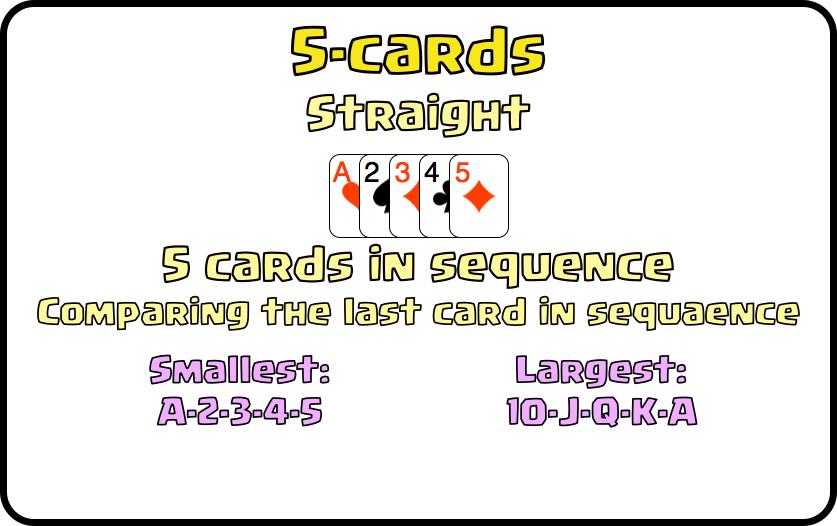 5-cards
Straight
A 2 3 4 5
5 cards in sequence
Comparing the last card in sequaence
Smallest: Largest:
A-2-3-4-5 10-J-Q-K-A